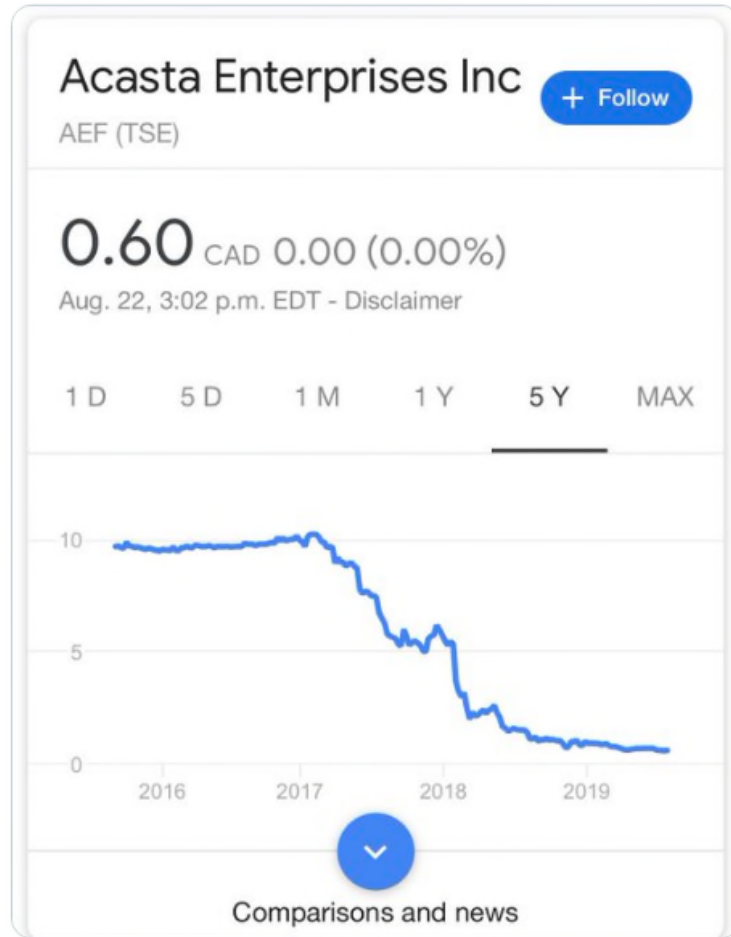 Acasta Enterprises Inc
+ Follow
AEF (TSE)
0.60 CAD 0.00 (0.00%)
Aug. 22, 3:02 p.m. EDT - Disclaimer
1 D 5 D 1 M 1 Y 5 Y MAX
10
5
0
2016 2017 2018 2019
Comparisons and news